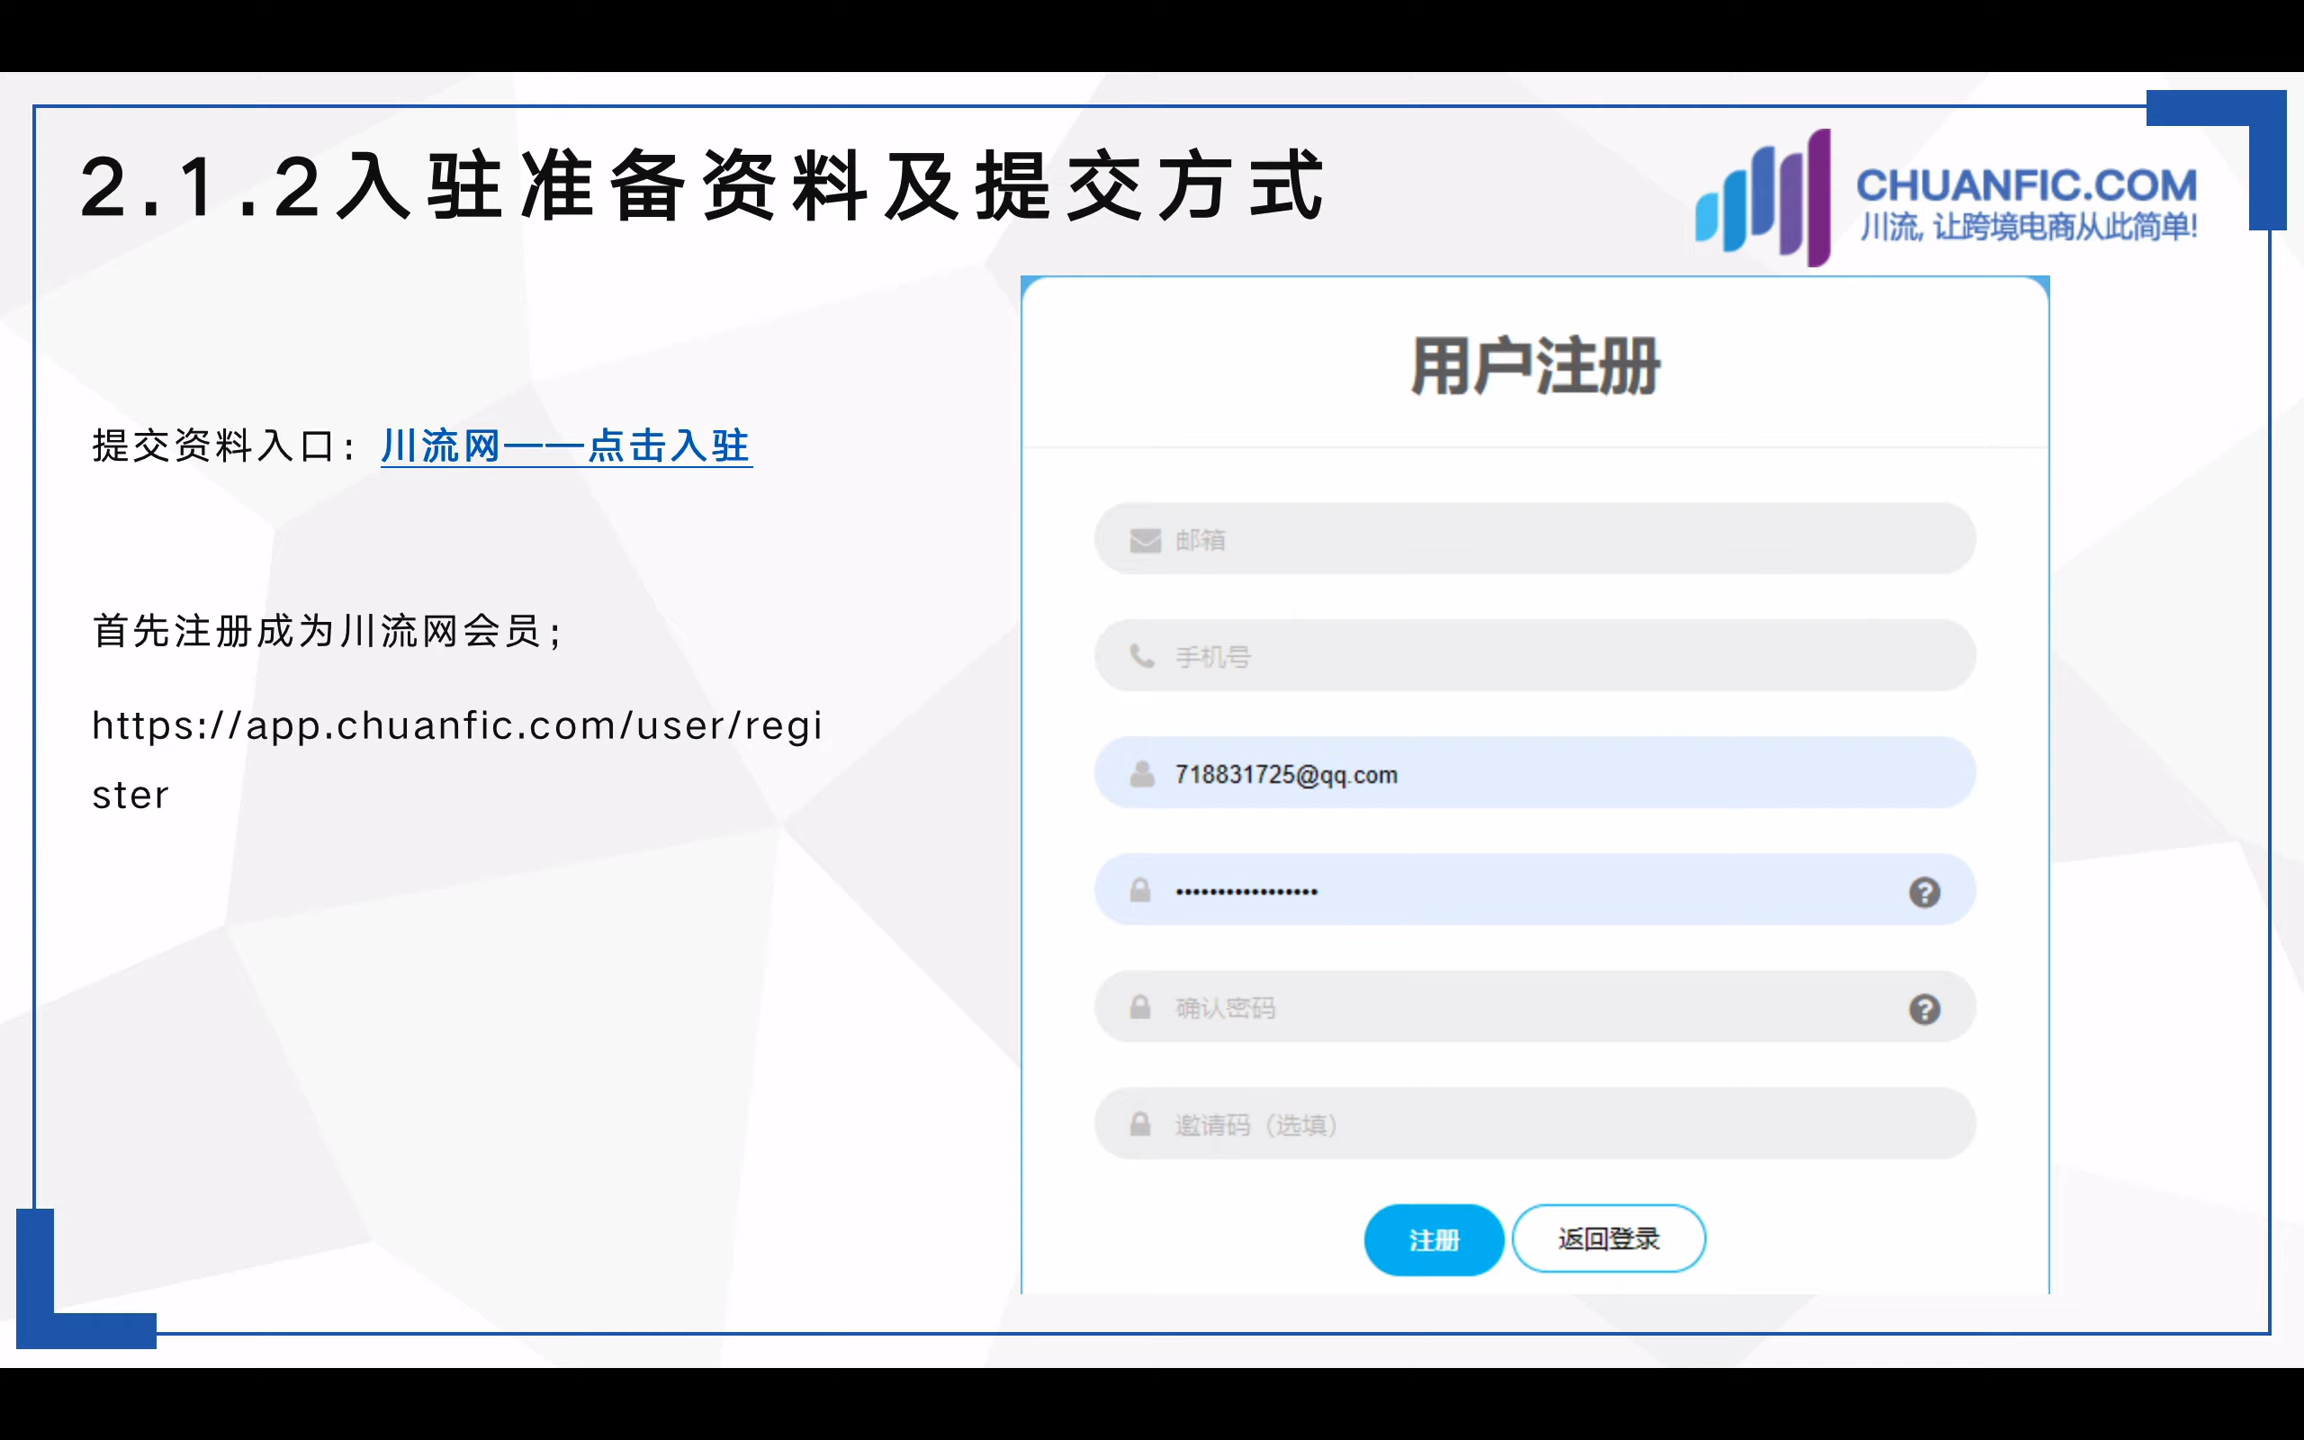 2.1.2入驻准备资料及提交方式
CHUANFIC.COM
川流, 让跨境电商从此简单!
提交资料入口：川流网——点击入驻
首先注册成为川流网会员；
https://app.chuanfic.com/user/regi
ster
用户注册
邮箱
手机号
718831725@qq.com
•••••••••••••••••
确认密码
邀请码（选填）
注册 返回登录